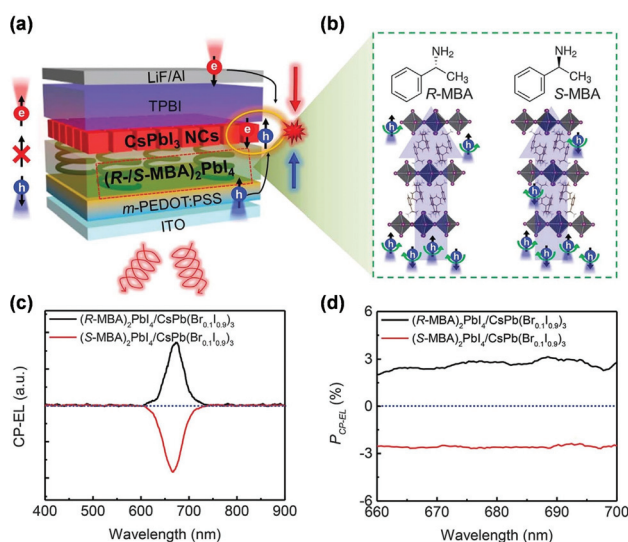 (a)
LiF/Al
e
TPBI
CsPbI3 NCs
e
h
(R-/S-MBA)2PbI4
m-PEDOT:PSS
h
ITO
e
h
(b)
NH2
CH3
R-MBA
NH2
CH3
S-MBA
h
h
h
h
h
h
h
h
h
h
h
h
(c)
(R-MBA)2PbI4/CsPb(Br0.1I0.9)3
(S-MBA)2PbI4/CsPb(Br0.1I0.9)3
CP-EL (a.u.)
400 500 600 700 800 900
Wavelength (nm)
(d)
(R-MBA)2PbI4/CsPb(Br0.1I0.9)3
(S-MBA)2PbI4/CsPb(Br0.1I0.9)3
PCP-EL (%)
6
3
0
-3
-6
660 670 680 690 700
Wavelength (nm)